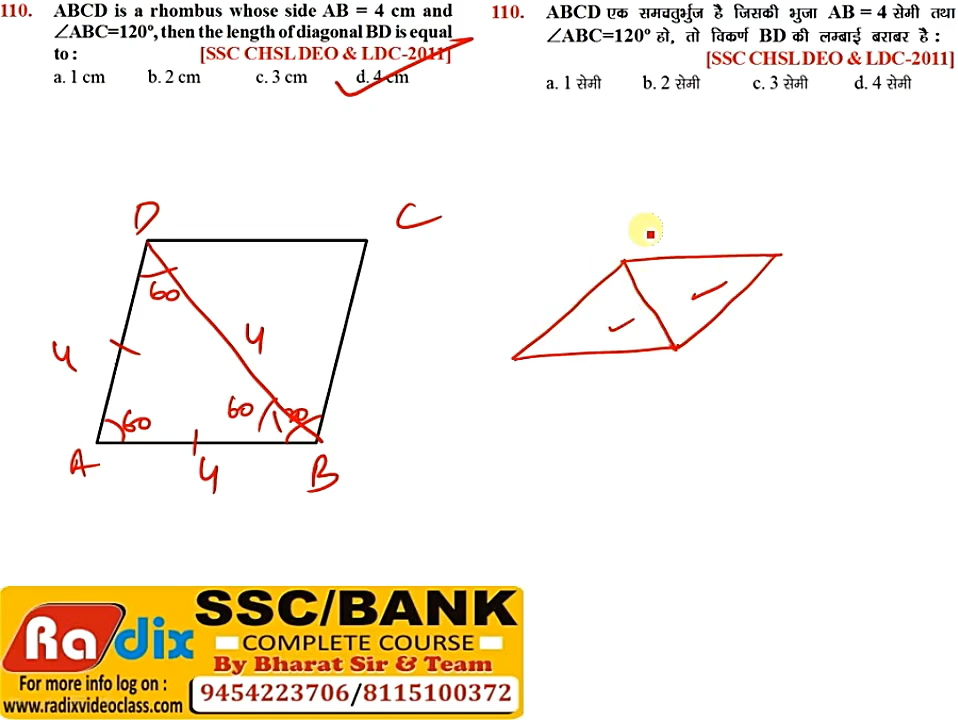 110. ABCD is a rhombus whose side AB = 4 cm and
∠ABC=120º, then the length of diagonal BD is equal
to : [SSC CHSL DEO & LDC-2011]
a. 1 cm b. 2 cm c. 3 cm d. 4 cm
110. ABCD एक समचतुर्भुज है जिसकी भुजा AB = 4 सेमी तथा
∠ABC=120º हो, तो विकर्ण BD की लम्बाई बराबर है :
[SSC CHSL DEO & LDC-2011]
a. 1 सेमी b. 2 सेमी c. 3 सेमी d. 4 सेमी
D C
60
4 4
60 60
A 4 B
Radix
SSC/BANK
COMPLETE COURSE
By Bharat Sir & Team
For more info log on :
www.radixvideoclass.com
9454223706/8115100372